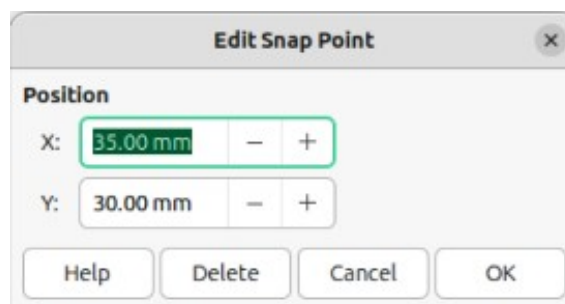 Edit Snap Point
Position
X: 35.00 mm
Y: 30.00 mm
Help Delete Cancel OK